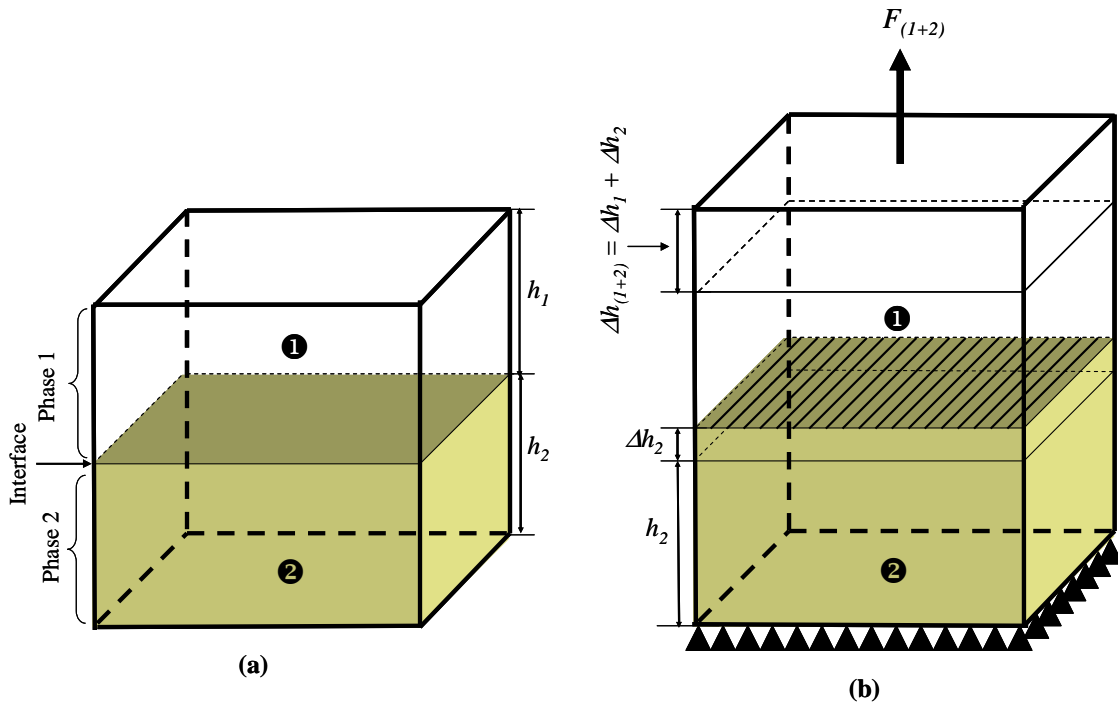 h₁
❶
Phase 1
h₂
Interface
Phase 2
❷
(a)
F₍₁₊₂₎
Δh₍₁₊₂₎ = Δh₁ + Δh₂
❶
Δh₂
h₂
❷
(b)